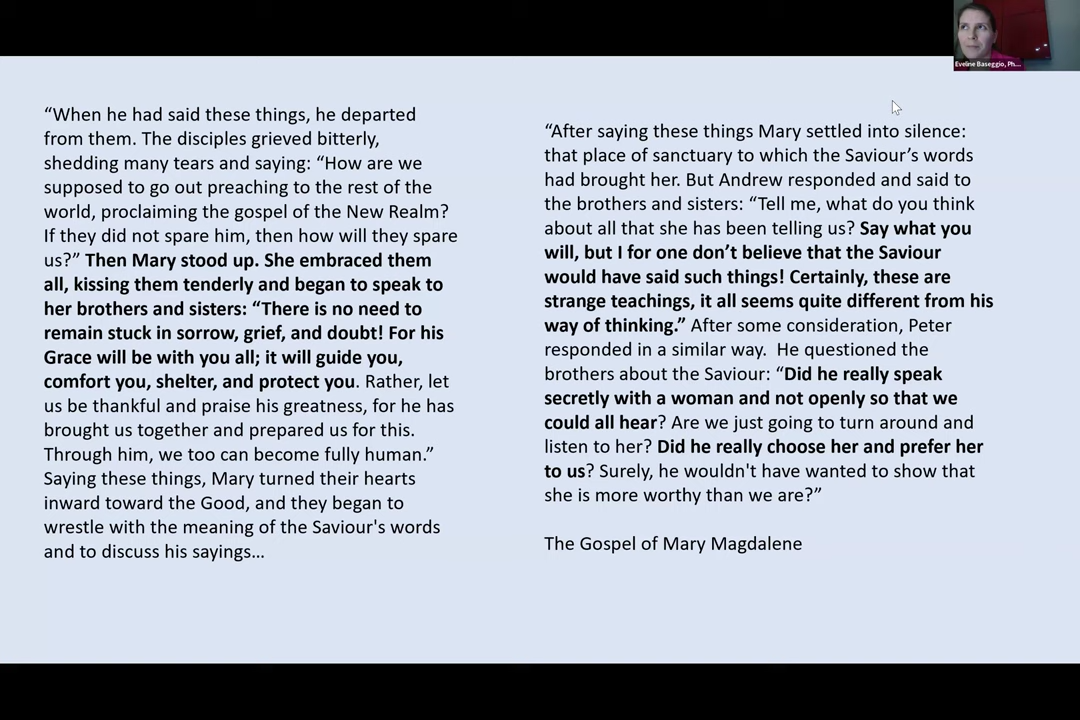 Eveline Baseggio, Ph....
“When he had said these things, he departed
from them. The disciples grieved bitterly,
shedding many tears and saying: “How are we
supposed to go out preaching to the rest of the
world, proclaiming the gospel of the New Realm?
If they did not spare him, then how will they spare
us?” Then Mary stood up. She embraced them
all, kissing them tenderly and began to speak to
her brothers and sisters: “There is no need to
remain stuck in sorrow, grief, and doubt! For his
Grace will be with you all; it will guide you,
comfort you, shelter, and protect you. Rather, let
us be thankful and praise his greatness, for he has
brought us together and prepared us for this.
Through him, we too can become fully human.”
Saying these things, Mary turned their hearts
inward toward the Good, and they began to
wrestle with the meaning of the Saviour's words
and to discuss his sayings…
“After saying these things Mary settled into silence:
that place of sanctuary to which the Saviour’s words
had brought her. But Andrew responded and said to
the brothers and sisters: “Tell me, what do you think
about all that she has been telling us? Say what you
will, but I for one don’t believe that the Saviour
would have said such things! Certainly, these are
strange teachings, it all seems quite different from his
way of thinking.” After some consideration, Peter
responded in a similar way. He questioned the
brothers about the Saviour: “Did he really speak
secretly with a woman and not openly so that we
could all hear? Are we just going to turn around and
listen to her? Did he really choose her and prefer her
to us? Surely, he wouldn't have wanted to show that
she is more worthy than we are?”
The Gospel of Mary Magdalene